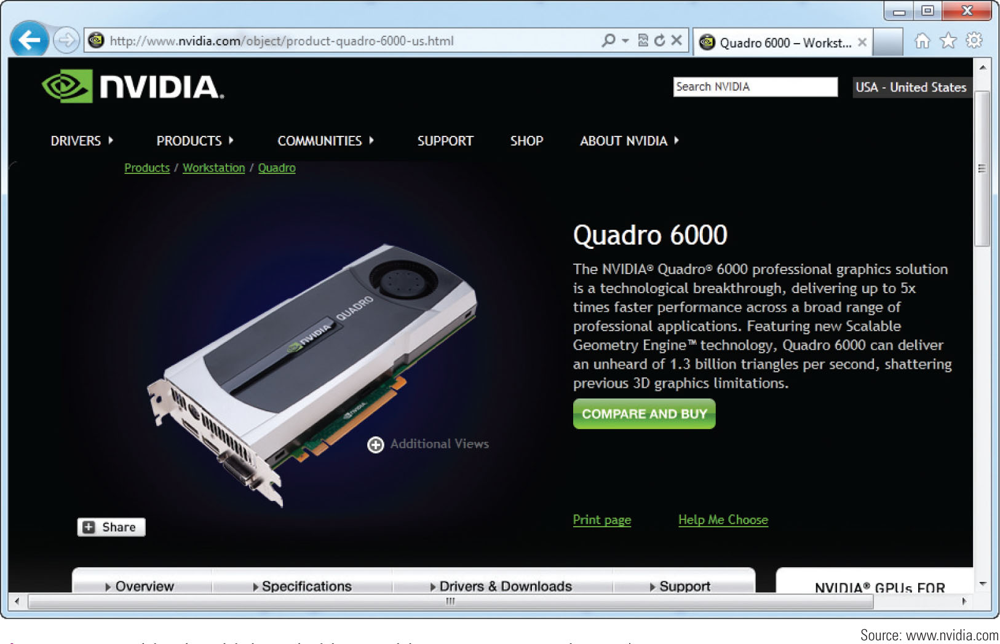 http://www.nvidia.com/object/product-quadro-6000-us.html
Quadro 6000 – Workst...
NVIDIA.
Search NVIDIA
USA - United States
DRIVERS
PRODUCTS
COMMUNITIES
SUPPORT
SHOP
ABOUT NVIDIA
Products / Workstation / Quadro
Quadro 6000
The NVIDIA® Quadro® 6000 professional graphics solution
is a technological breakthrough, delivering up to 5x
times faster performance across a broad range of
professional applications. Featuring new Scalable
Geometry Engine™ technology, Quadro 6000 can deliver
an unheard of 1.3 billion triangles per second, shattering
previous 3D graphics limitations.
COMPARE AND BUY
QUADRO
NVIDIA
NVIDIA.
Additional Views
Print page
Help Me Choose
Share
Overview
Specifications
Drivers & Downloads
Support
NVIDIA® GPUs FOR
Source: www.nvidia.com